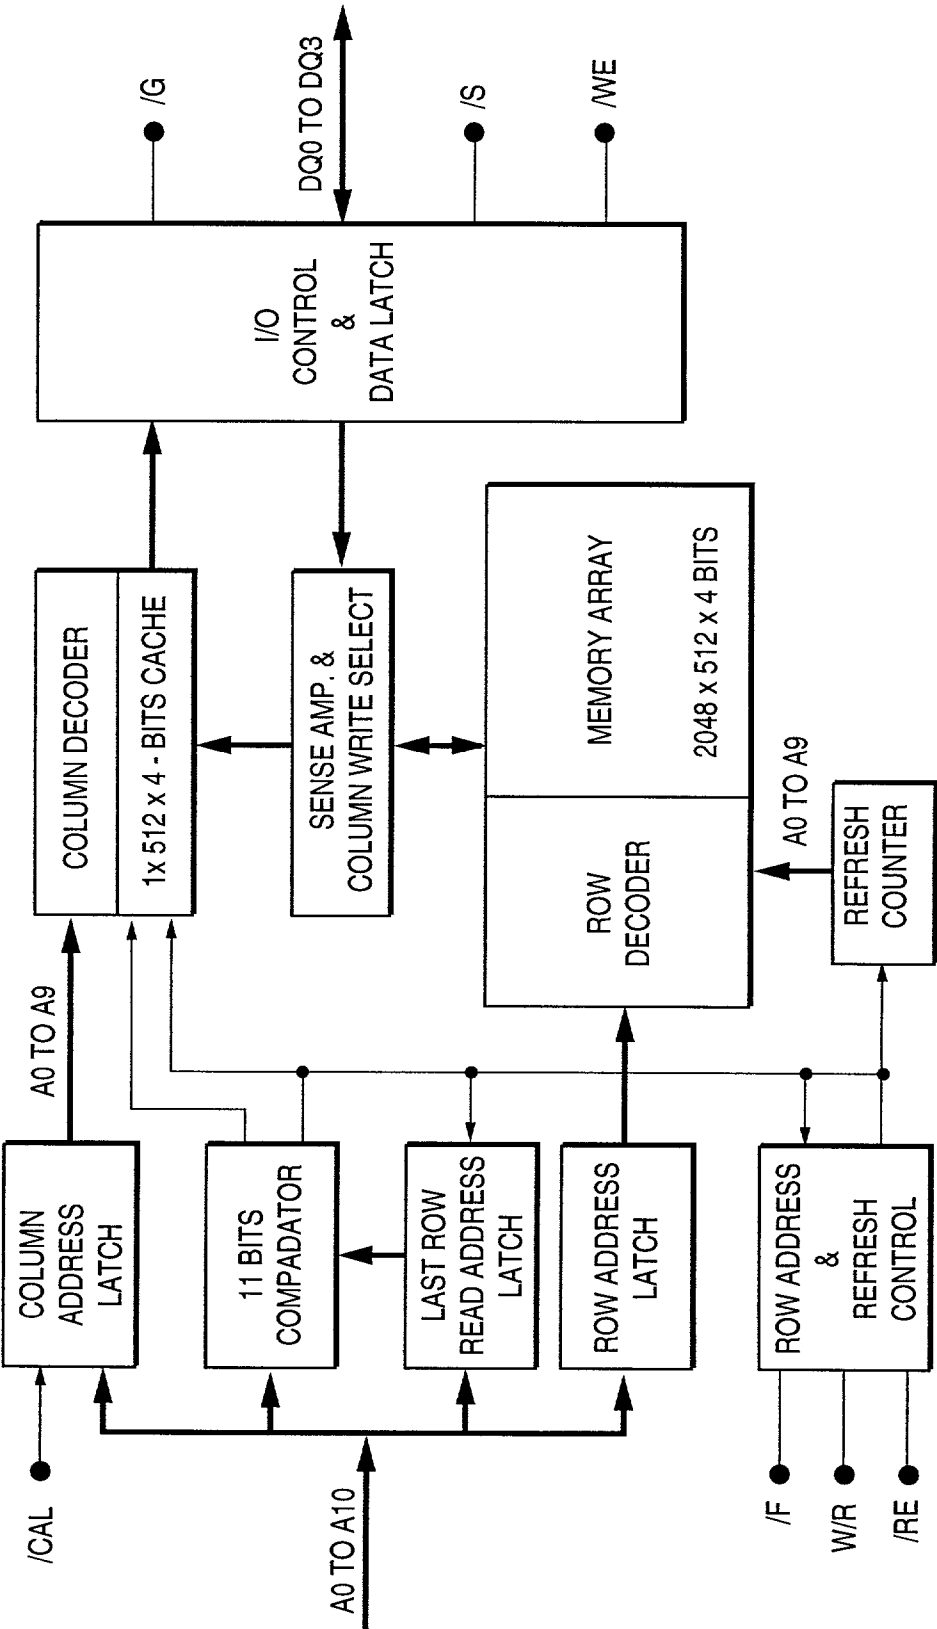 /CAL
COLUMN
ADDRESS
LATCH
A0 TO A9
COLUMN DECODER
1x 512 x 4 - BITS CACHE
/G
A0 TO A10
11 BITS
COMPADATOR
SENSE AMP. &
COLUMN WRITE SELECT
I/O
CONTROL
&
DATA LATCH
DQ0 TO DQ3
LAST ROW
READ ADDRESS
LATCH
/S
ROW ADDRESS
LATCH
ROW
DECODER
MEMORY ARRAY
2048 x 512 x 4 BITS
/WE
/F
W/R
/RE
ROW ADDRESS
&
REFRESH
CONTROL
A0 TO A9
REFRESH
COUNTER